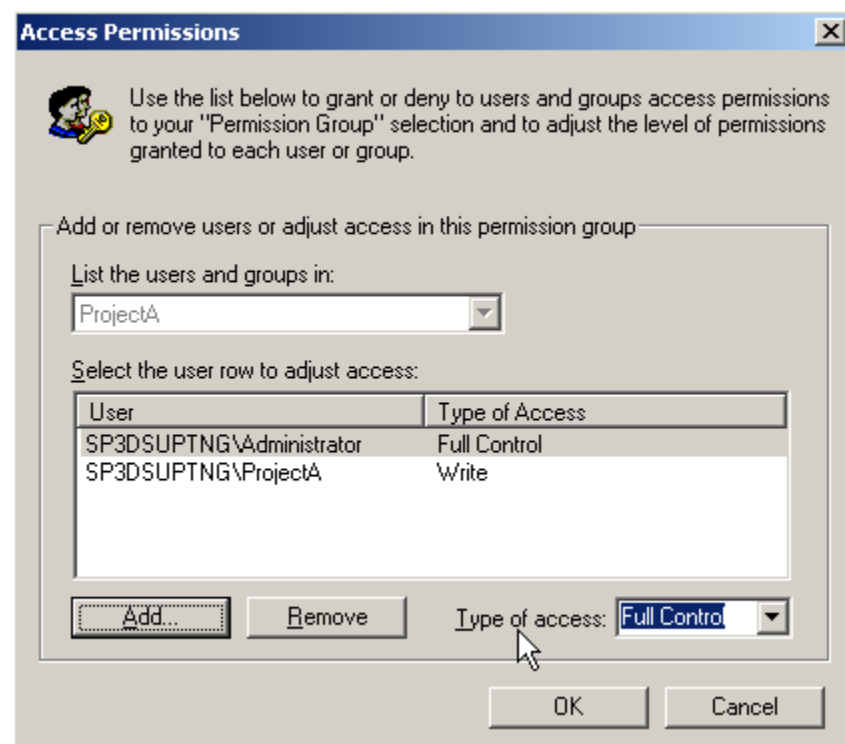 Access Permissions
Use the list below to grant or deny to users and groups access permissions
to your "Permission Group" selection and to adjust the level of permissions
granted to each user or group.
Add or remove users or adjust access in this permission group
List the users and groups in:
ProjectA
Select the user row to adjust access:
User Type of Access
SP3DSUPTNG\Administrator Full Control
SP3DSUPTNG\ProjectA Write
Add... Remove Type of access: Full Control
OK Cancel